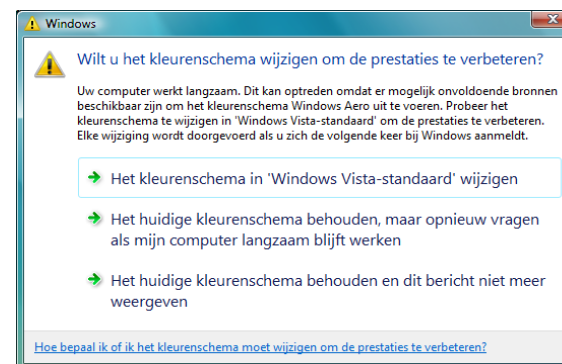 Windows
Wilt u het kleurenschema wijzigen om de prestaties te verbeteren?
Uw computer werkt langzaam. Dit kan optreden omdat er mogelijk onvoldoende bronnen
beschikbaar zijn om het kleurenschema Windows Aero uit te voeren. Probeer het
kleurenschema te wijzigen in 'Windows Vista-standaard' om de prestaties te verbeteren.
Elke wijziging wordt doorgevoerd als u zich de volgende keer bij Windows aanmeldt.
Het kleurenschema in 'Windows Vista-standaard' wijzigen
Het huidige kleurenschema behouden, maar opnieuw vragen
als mijn computer langzaam blijft werken
Het huidige kleurenschema behouden en dit bericht niet meer
weergeven
Hoe bepaal ik of ik het kleurenschema moet wijzigen om de prestaties te verbeteren?